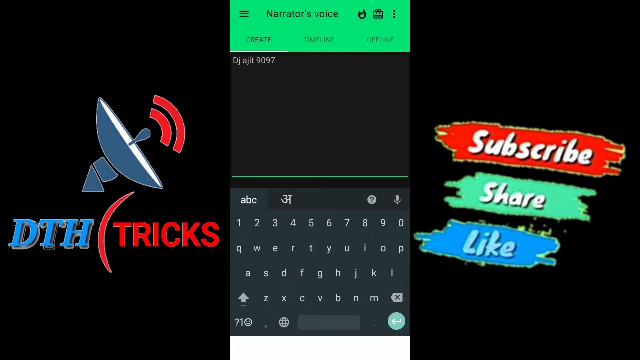 Narrator's voice
CREATE TIMELINE OFFLINE
Dj ajit 9097
DTH TRICKS
Subscribe
Share
Like
abc अ
1 2 3 4 5 6 7 8 9 0
q w e r t y u i o p
a s d f g h j k l
z x c v b n m
?1☺ , .